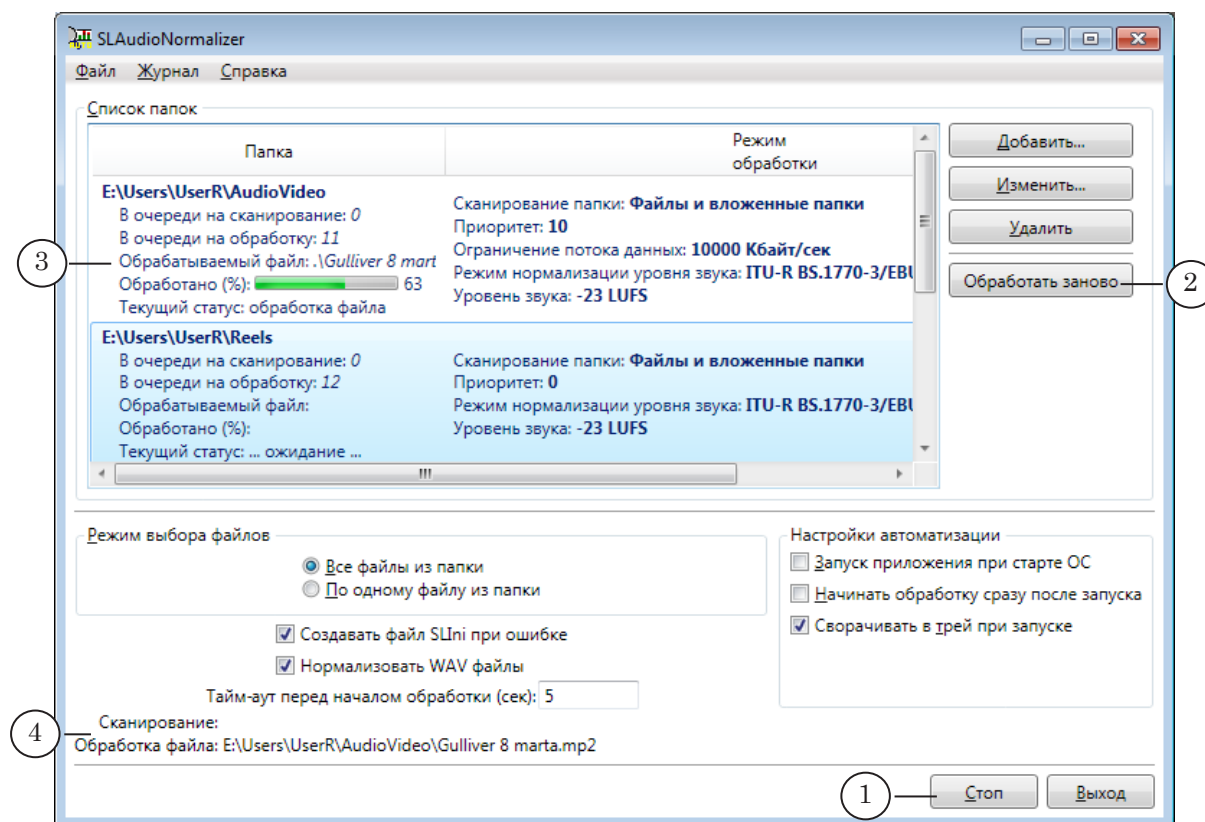 SLAudioNormalizer
Файл Журнал Справка
Список папок
Папка
Режим
обработки
E:\Users\UserR\AudioVideo
В очереди на сканирование: 0
В очереди на обработку: 11
Обрабатываемый файл: .\Gulliver 8 mart
Обработано (%): 63
Текущий статус: обработка файла
Сканирование папки: Файлы и вложенные папки
Приоритет: 10
Ограничение потока данных: 10000 Кбайт/сек
Режим нормализации уровня звука: ITU-R BS.1770-3/EBU
Уровень звука: -23 LUFS
E:\Users\UserR\Reels
В очереди на сканирование: 0
В очереди на обработку: 12
Обрабатываемый файл:
Обработано (%):
Текущий статус: ... ожидание ...
Сканирование папки: Файлы и вложенные папки
Приоритет: 0
Режим нормализации уровня звука: ITU-R BS.1770-3/EBU
Уровень звука: -23 LUFS
Добавить...
Изменить...
Удалить
Обработать заново
2
3
Режим выбора файлов
Все файлы из папки
По одному файлу из папки
Создавать файл SLIni при ошибке
Нормализовать WAV файлы
Тайм-аут перед началом обработки (сек): 5
Настройки автоматизации
Запуск приложения при старте ОС
Начинать обработку сразу после запуска
Сворачивать в трей при запуске
4
Сканирование:
Обработка файла: E:\Users\UserR\AudioVideo\Gulliver 8 marta.mp2
1
Стоп
Выход